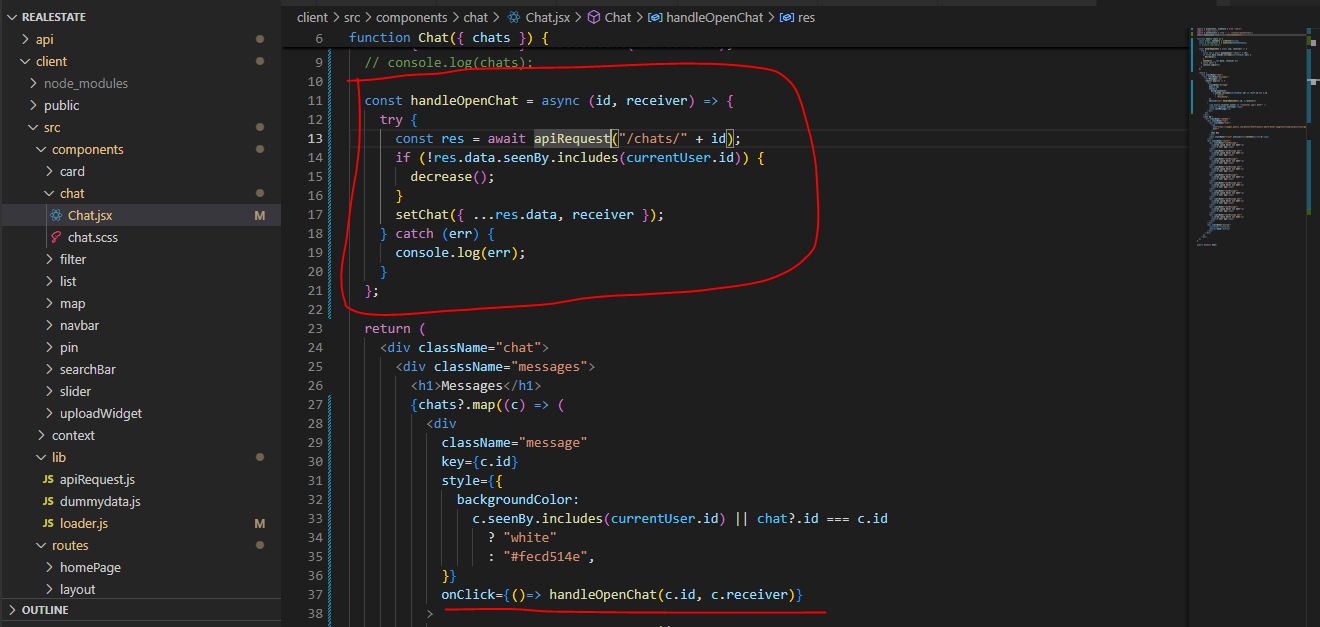 REALESTATE
api
client
node_modules
public
src
components
card
chat
Chat.jsx M
chat.scss
filter
list
map
navbar
pin
searchBar
slider
uploadWidget
context
lib
JS apiRequest.js
JS dummydata.js
JS loader.js M
routes
homePage
layout
OUTLINE
client > src > components > chat > Chat.jsx > Chat > handleOpenChat > res
6 function Chat({ chats }) {
9 // console.log(chats);
10
11 const handleOpenChat = async (id, receiver) => {
12 try {
13 const res = await apiRequest("/chats/" + id);
14 if (!res.data.seenBy.includes(currentUser.id)) {
15 decrease();
16 }
17 setChat({ ...res.data, receiver });
18 } catch (err) {
19 console.log(err);
20 }
21 };
22
23 return (
24 <div className="chat">
25 <div className="messages">
26 <h1>Messages</h1>
27 {chats?.map((c) => (
28 <div
29 className="message"
30 key={c.id}
31 style={{
32 backgroundColor:
33 c.seenBy.includes(currentUser.id) || chat?.id === c.id
34 ? "white"
35 : "#fecd514e",
36 }}
37 onClick={()=> handleOpenChat(c.id, c.receiver)}
38 >